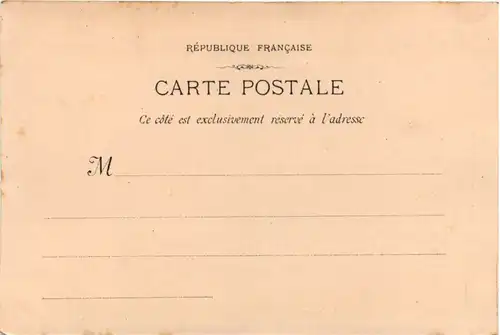 RÉPUBLIQUE FRANÇAISE
CARTE POSTALE
Ce côté est exclusivement réservé à l'adresse
M